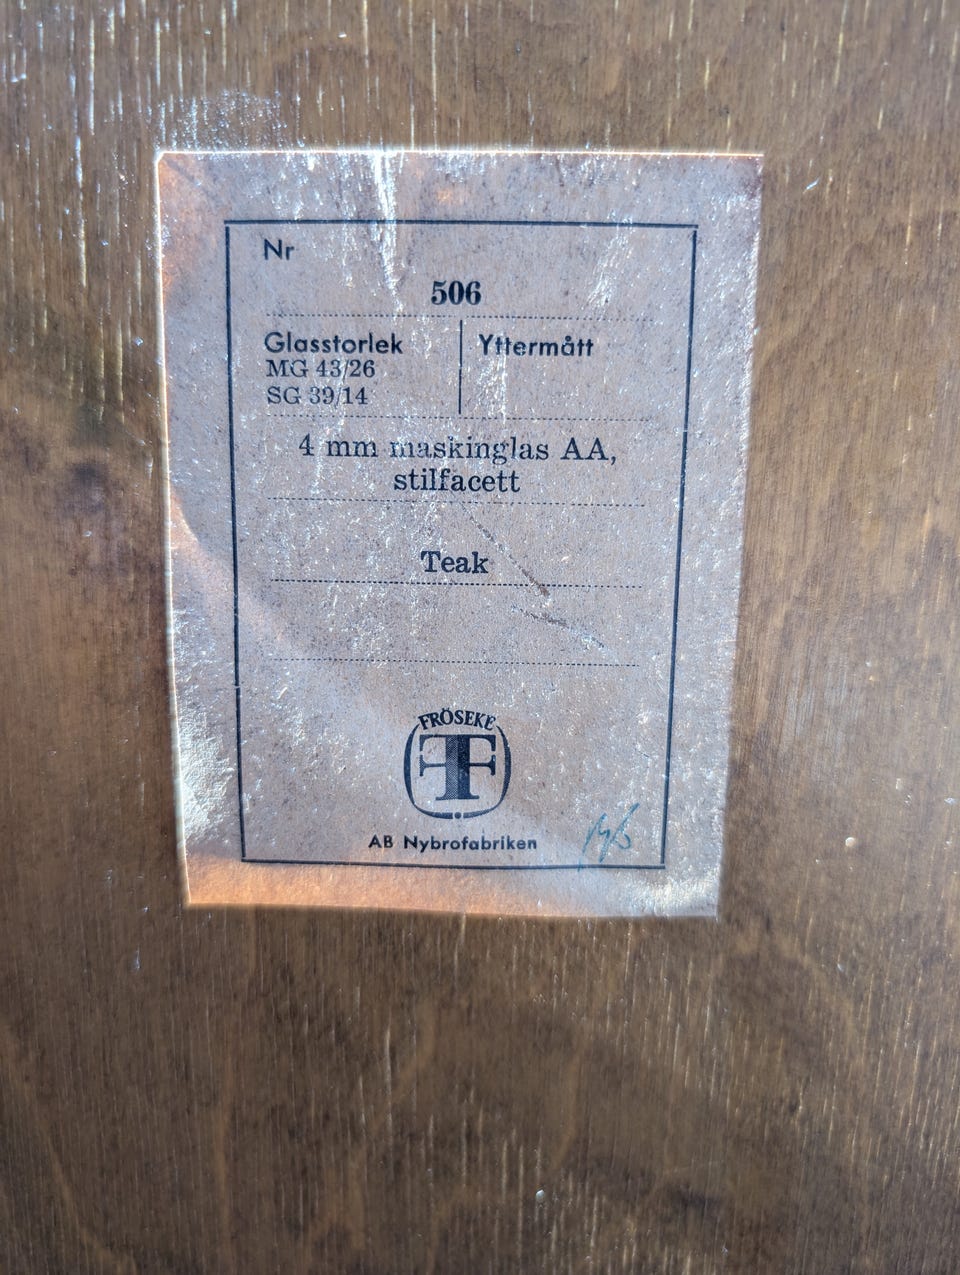 Nr
506
Glasstorlek
MG 43/26
SG 39/14
Yttermått
4 mm maskinglas AA,
stilfacett
Teak
FRÖSEKE
F
AB Nybrofabriken